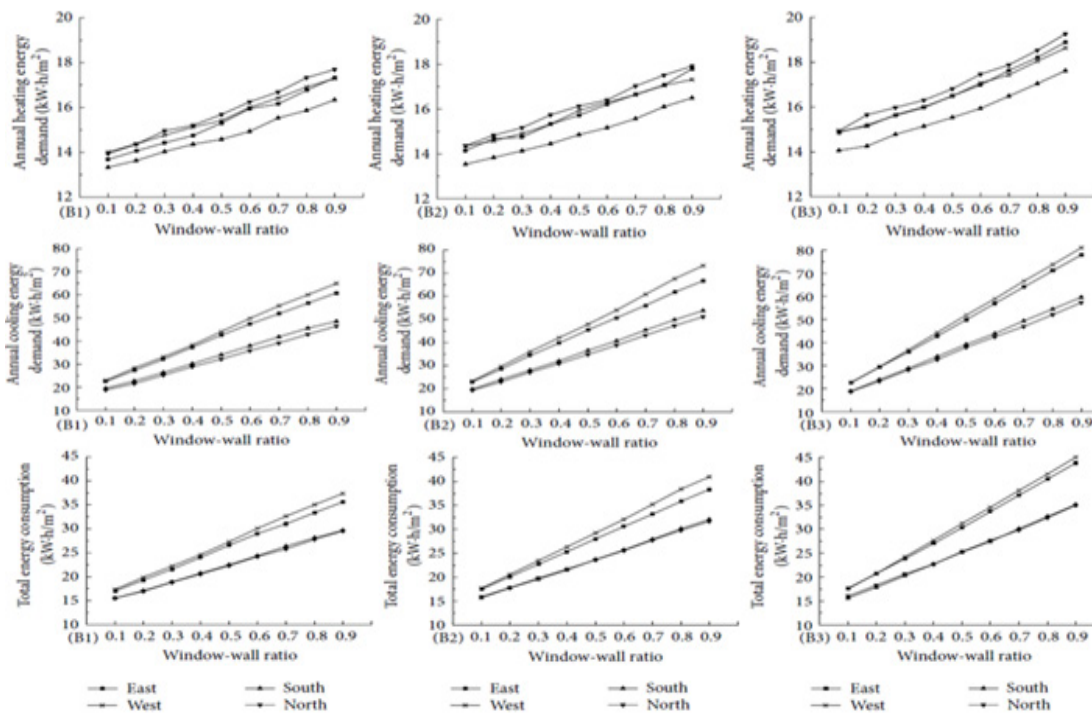 Annual heating energy
demand (kW·h/m²)
20
18
16
14
12
(B1) 0.1 0.2 0.3 0.4 0.5 0.6 0.7 0.8 0.9
Window-wall ratio
Annual heating energy
demand (kW·h/m²)
20
18
16
14
12
(B2) 0.1 0.2 0.3 0.4 0.5 0.6 0.7 0.8 0.9
Window-wall ratio
Annual heating energy
demand (kW·h/m²)
20
18
16
14
12
(B3) 0.1 0.2 0.3 0.4 0.5 0.6 0.7 0.8 0.9
Window-wall ratio
Annual cooling energy
demand (kW·h/m²)
80
70
60
50
40
30
20
10
(B1) 0.1 0.2 0.3 0.4 0.5 0.6 0.7 0.8 0.9
Window-wall ratio
Annual cooling energy
demand (kW·h/m²)
80
70
60
50
40
30
20
10
(B2) 0.1 0.2 0.3 0.4 0.5 0.6 0.7 0.8 0.9
Window-wall ratio
Annual cooling energy
demand (kW·h/m²)
80
70
60
50
40
30
20
10
(B3) 0.1 0.2 0.3 0.4 0.5 0.6 0.7 0.8 0.9
Window-wall ratio
Total energy consumption
(kW·h/m²)
45
40
35
30
25
20
15
(B1) 0.1 0.2 0.3 0.4 0.5 0.6 0.7 0.8 0.9
Window-wall ratio
Total energy consumption
(kW·h/m²)
45
40
35
30
25
20
15
(B2) 0.1 0.2 0.3 0.4 0.5 0.6 0.7 0.8 0.9
Window-wall ratio
Total energy consumption
(kW·h/m²)
45
40
35
30
25
20
15
(B3) 0.1 0.2 0.3 0.4 0.5 0.6 0.7 0.8 0.9
Window-wall ratio
East South
West North
East South
West North
East South
West North